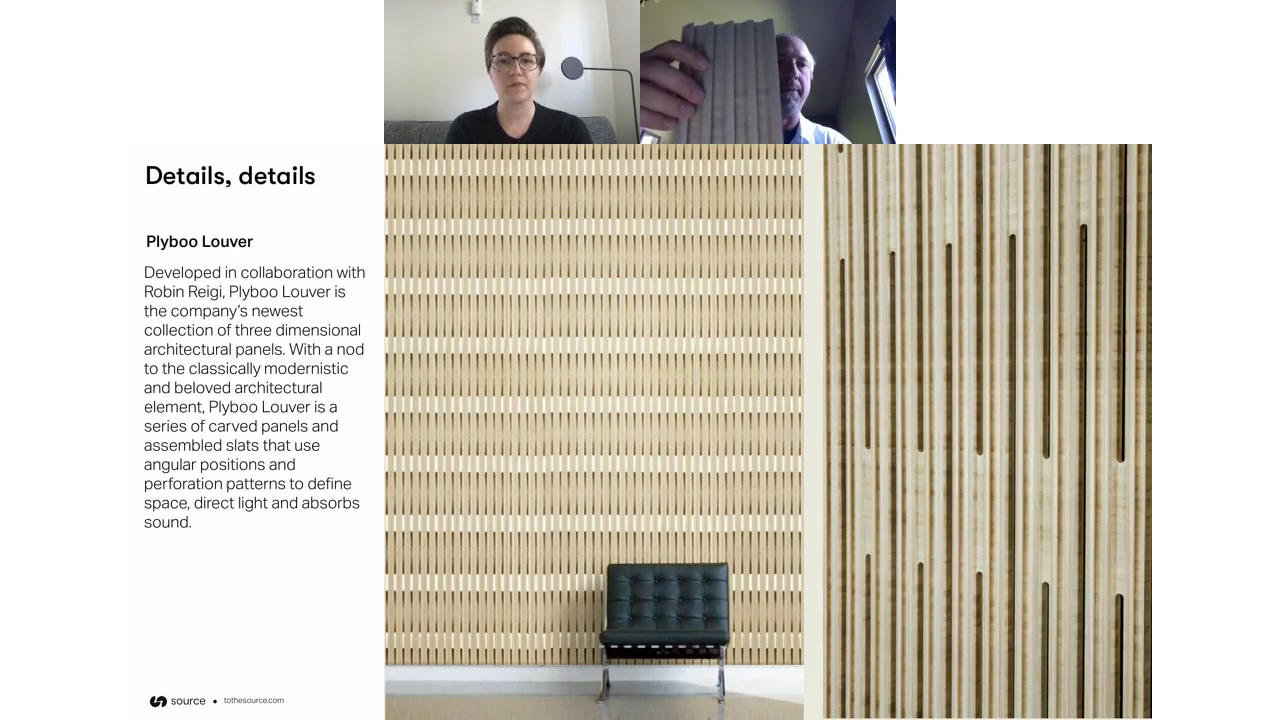 Details, details
Plyboo Louver
Developed in collaboration with
Robin Reigi, Plyboo Louver is
the company's newest
collection of three dimensional
architectural panels. With a nod
to the classically modernistic
and beloved architectural
element, Plyboo Louver is a
series of carved panels and
assembled slats that use
angular positions and
perforation patterns to define
space, direct light and absorbs
sound.
source • tothesource.com